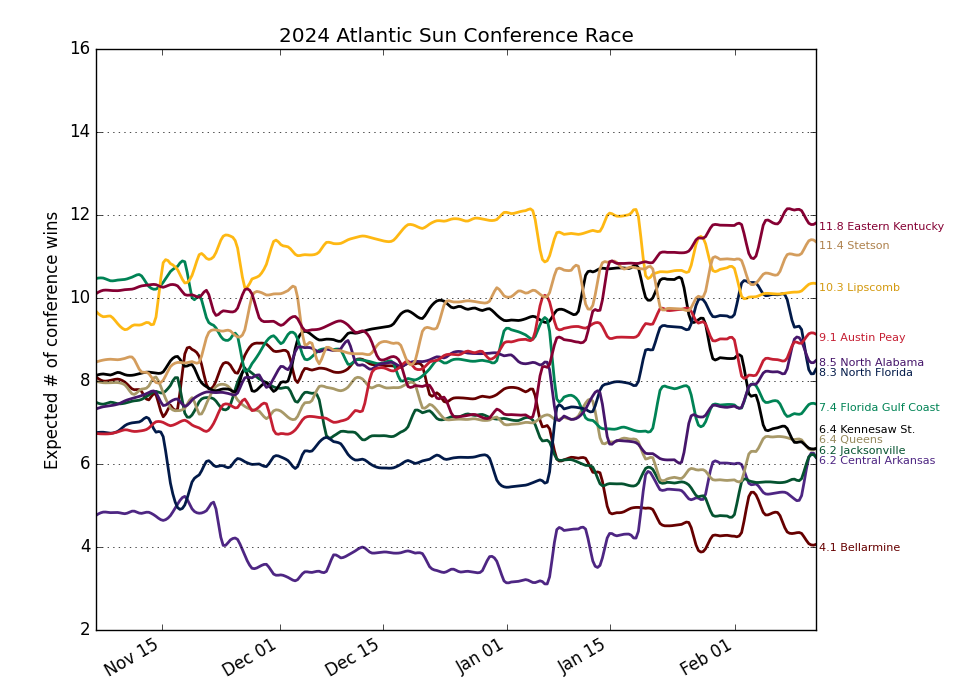 2024 Atlantic Sun Conference Race
Expected # of conference wins
16
14
12
10
8
6
4
2
Nov 15
Dec 01
Dec 15
Jan 01
Jan 15
Feb 01
11.8 Eastern Kentucky
11.4 Stetson
10.3 Lipscomb
9.1 Austin Peay
8.5 North Alabama
8.3 North Florida
7.4 Florida Gulf Coast
6.4 Kennesaw St.
6.4 Queens
6.2 Jacksonville
6.2 Central Arkansas
4.1 Bellarmine